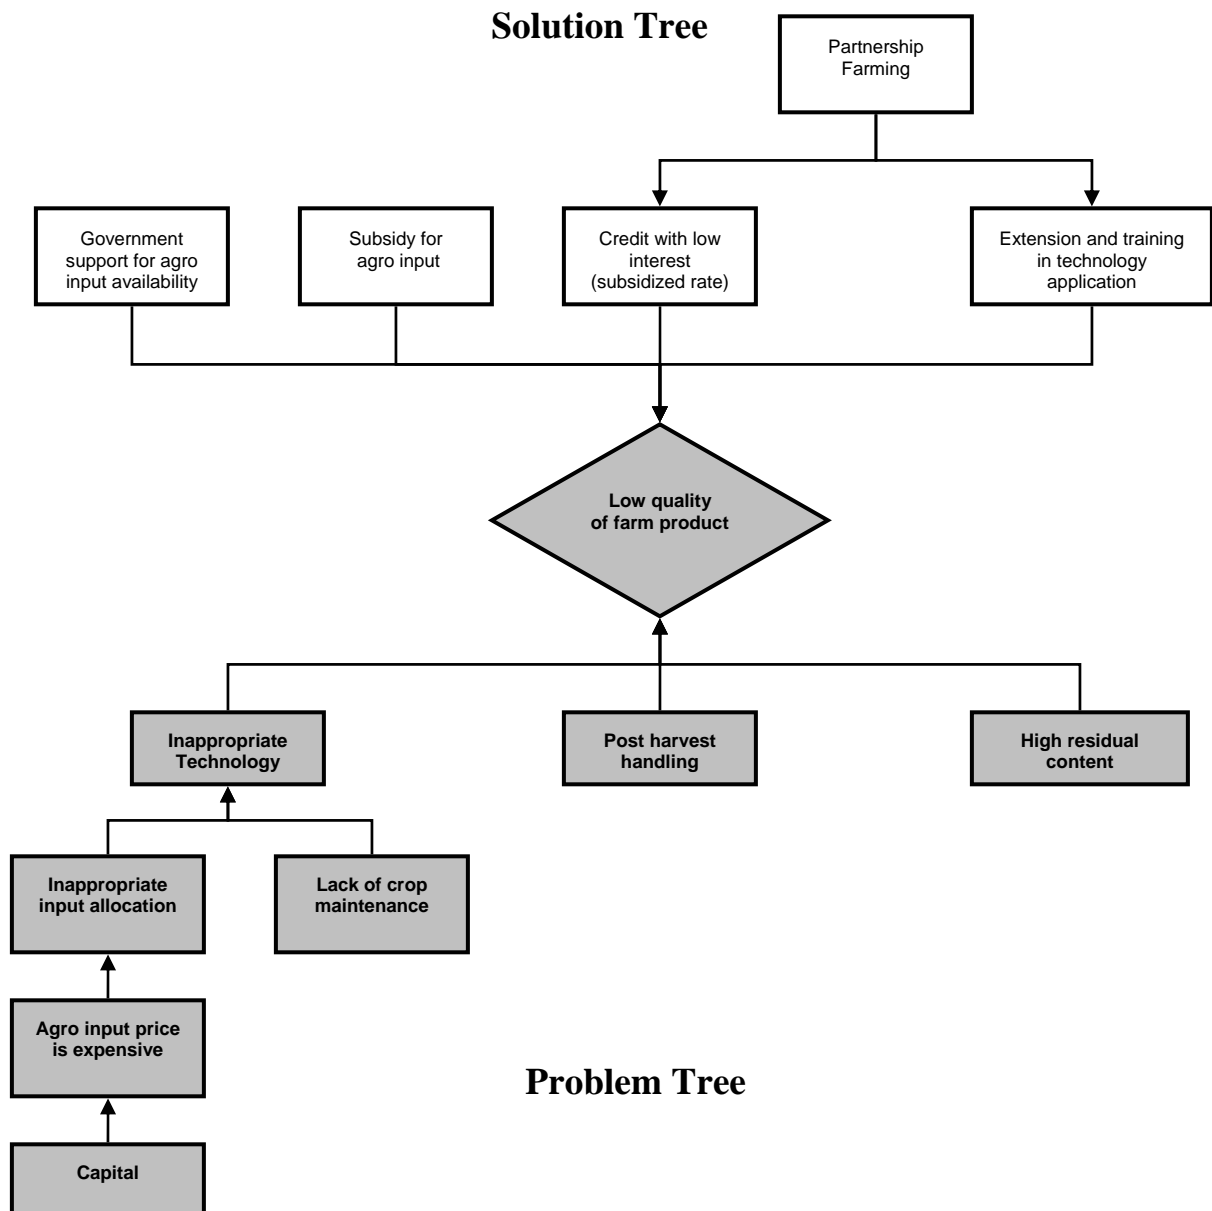 Solution Tree
Partnership
Farming
Government
support for agro
input availability
Subsidy for
agro input
Credit with low
interest
(subsidized rate)
Extension and training
in technology
application
Low quality
of farm product
Inappropriate
Technology
Post harvest
handling
High residual
content
Inappropriate
input allocation
Lack of crop
maintenance
Agro input price
is expensive
Problem Tree
Capital